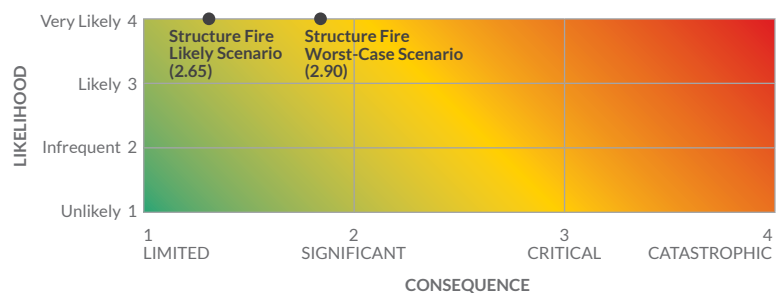 Very Likely 4
Structure Fire
Likely Scenario
(2.65)
Structure Fire
Worst-Case Scenario
(2.90)
Likely 3
LIKELIHOOD
Infrequent 2
Unlikely 1
1
2
3
4
LIMITED
SIGNIFICANT
CRITICAL
CATASTROPHIC
CONSEQUENCE